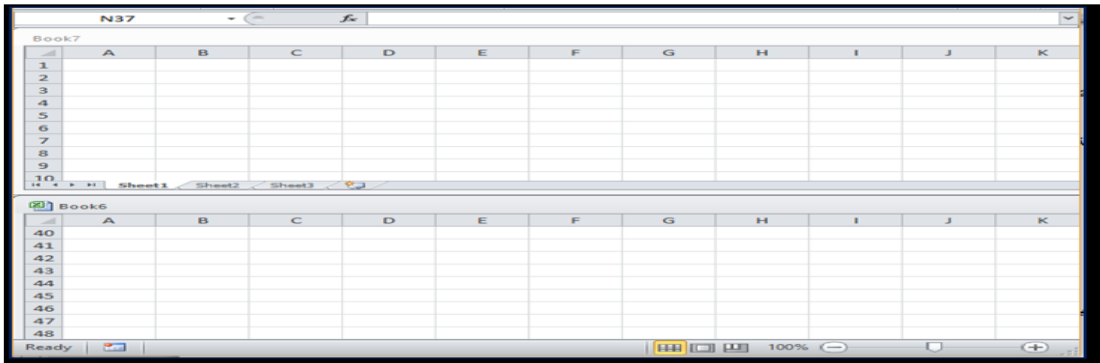 N37 fx
Book7
A B C D E F G H I J K
1
2
3
4
5
6
7
8
9
10
Sheet1 Sheet2 Sheet3
Book6
A B C D E F G H I J K
40
41
42
43
44
45
46
47
48
Ready 100%